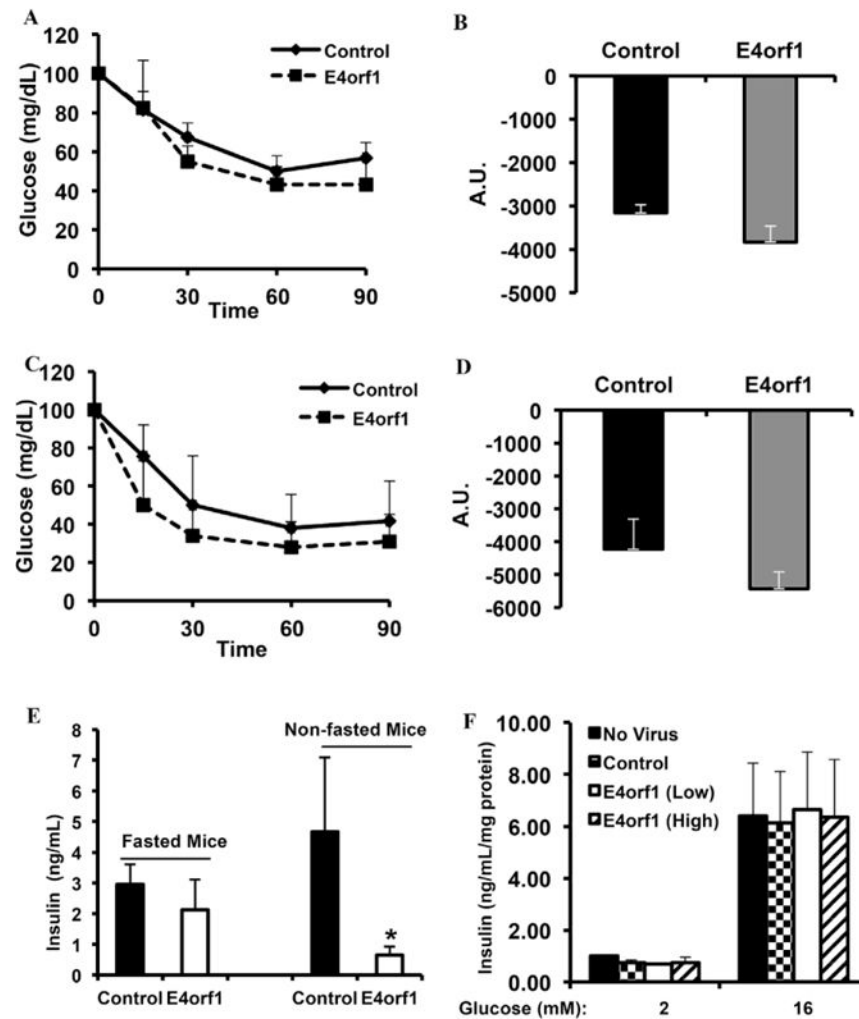 A
120
100
80
60
40
20
0
Glucose (mg/dL)
Control
E4orf1
0 30 60 90
Time
B
Control E4orf1
0
-1000
-2000
-3000
-4000
-5000
A.U.
C
120
100
80
60
40
20
0
Glucose (mg/dL)
Control
E4orf1
0 30 60 90
Time
D
Control E4orf1
0
-1000
-2000
-3000
-4000
-5000
-6000
A.U.
E
8
7
6
5
4
3
2
1
0
Insulin (ng/mL)
Non-fasted Mice
Fasted Mice
*
Control E4orf1 Control E4orf1
F
10.00
8.00
6.00
4.00
2.00
0.00
Insulin (ng/mL/mg protein)
No Virus
Control
E4orf1 (Low)
E4orf1 (High)
Glucose (mM): 2 16